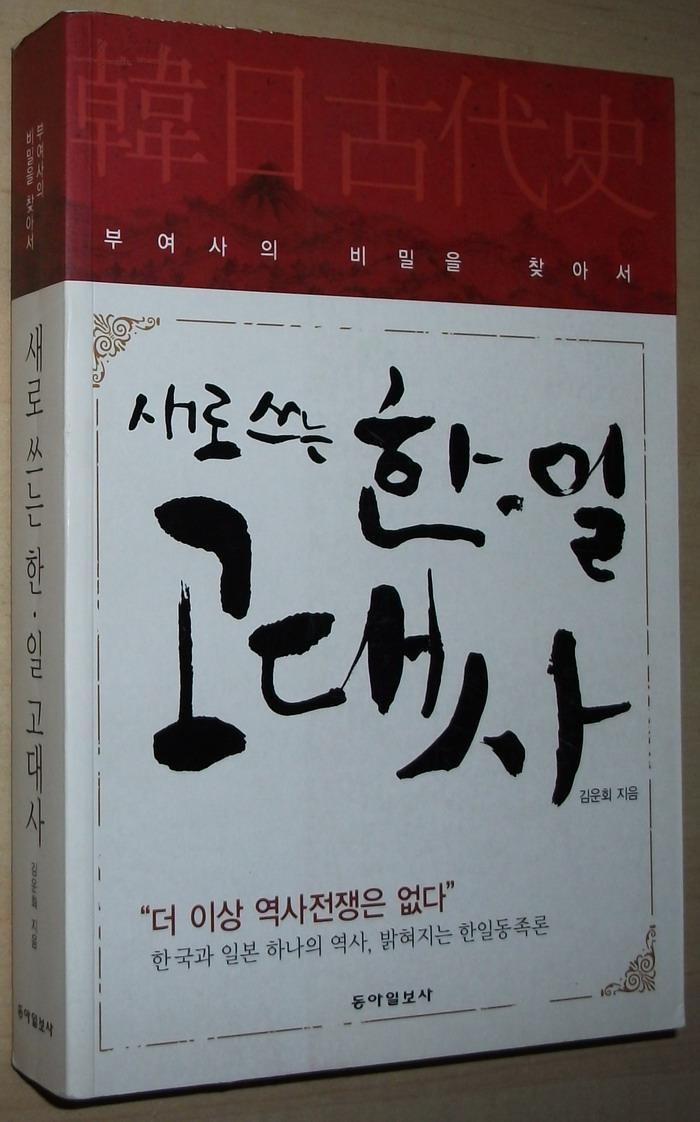 韓日古代史
부여사의 비밀을 찾아서
새로 쓰는 한·일
고대사
김운회 지음
“더 이상 역사전쟁은 없다”
한국과 일본 하나의 역사, 밝혀지는 한일동족론
동아일보사
부여사의
비밀을 찾아서
새로 쓰는 한·일 고대사
김운회 지음
동아일보사